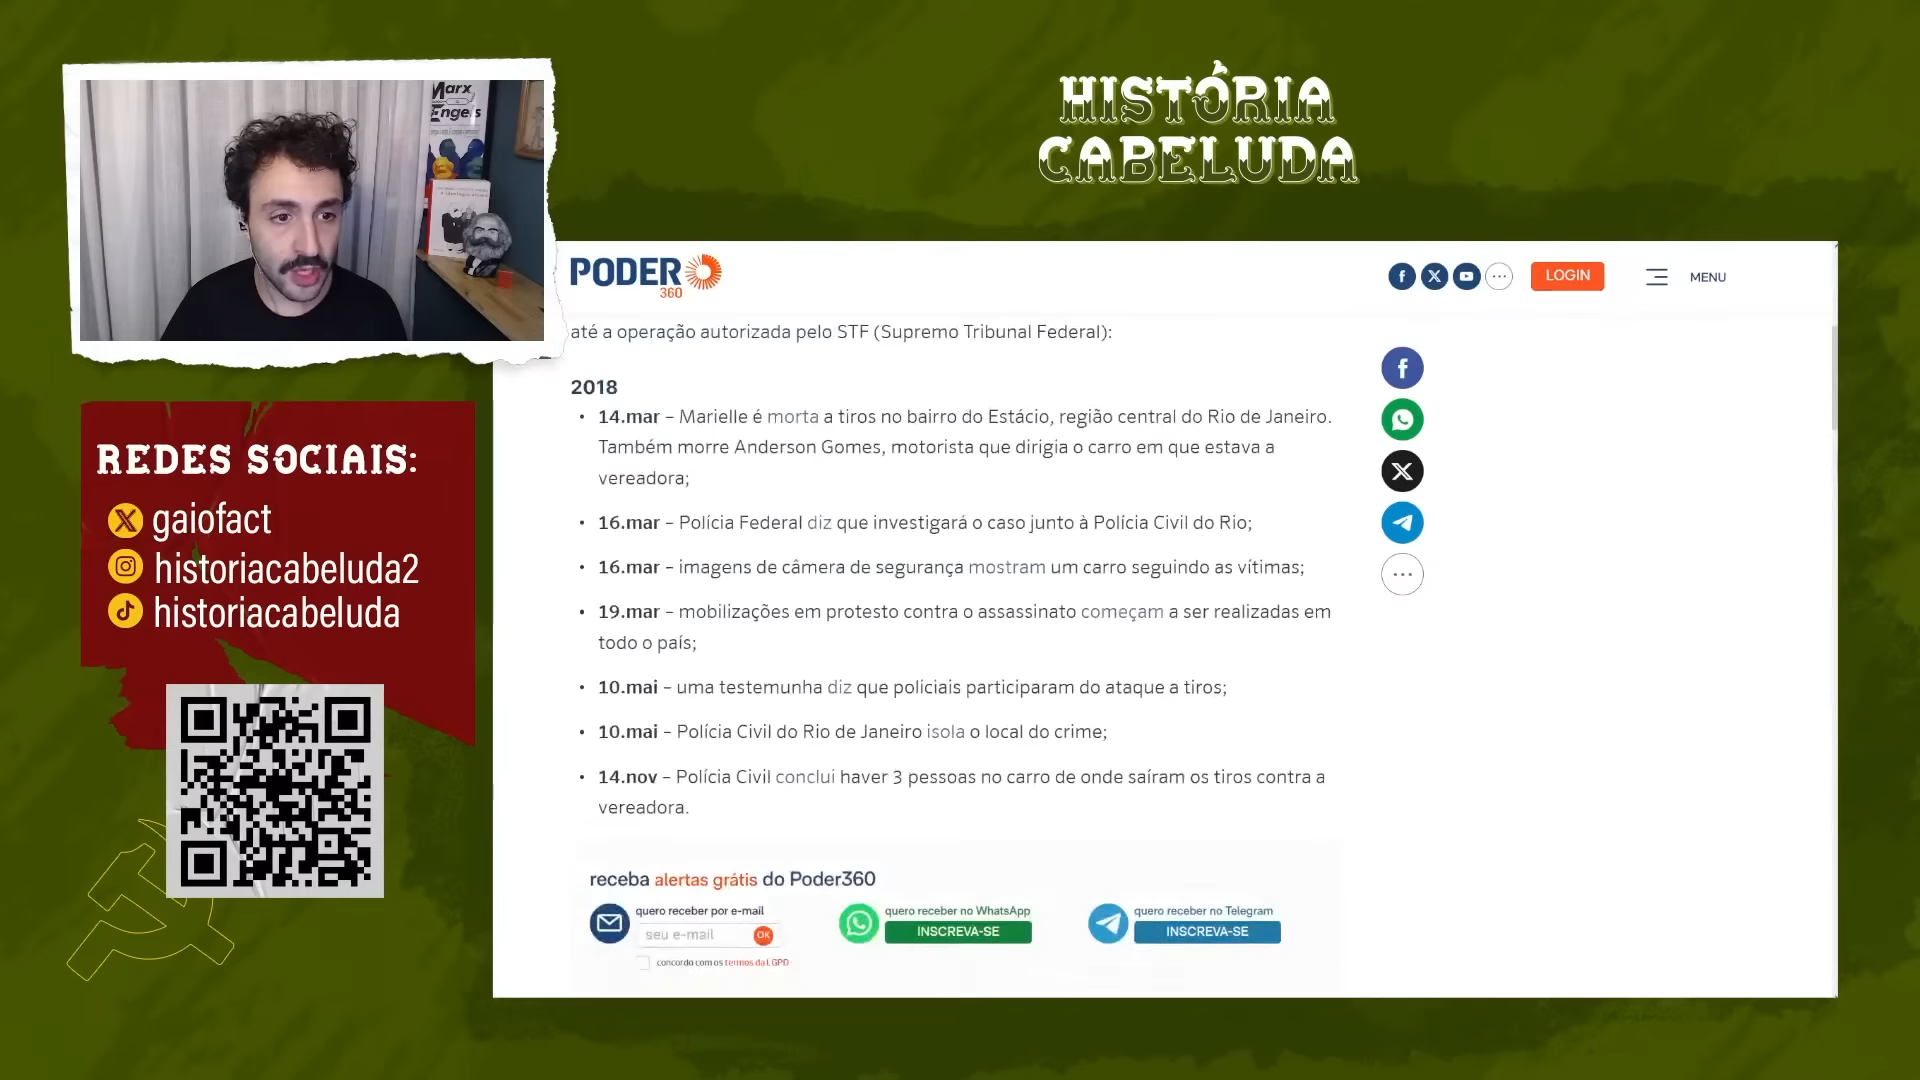 HISTÓRIA
CABELUDA
Marx
Engels
PODER
360
LOGIN
MENU
até a operação autorizada pelo STF (Supremo Tribunal Federal):
2018
• 14.mar – Marielle é morta a tiros no bairro do Estácio, região central do Rio de Janeiro.
Também morre Anderson Gomes, motorista que dirigia o carro em que estava a
vereadora;
• 16.mar – Polícia Federal diz que investigará o caso junto à Polícia Civil do Rio;
• 16.mar – imagens de câmera de segurança mostram um carro seguindo as vítimas;
• 19.mar – mobilizações em protesto contra o assassinato começam a ser realizadas em
todo o país;
• 10.mai – uma testemunha diz que policiais participaram do ataque a tiros;
• 10.mai – Polícia Civil do Rio de Janeiro isola o local do crime;
• 14.nov – Polícia Civil conclui haver 3 pessoas no carro de onde saíram os tiros contra a
vereadora.
receba alertas grátis do Poder360
quero receber por e-mail
seu e-mail
OK
concordo com os termos da LGPD
quero receber no WhatsApp
INSCREVA-SE
quero receber no Telegram
INSCREVA-SE
REDES SOCIAIS:
gaiofact
historiacabeluda2
historiacabeluda